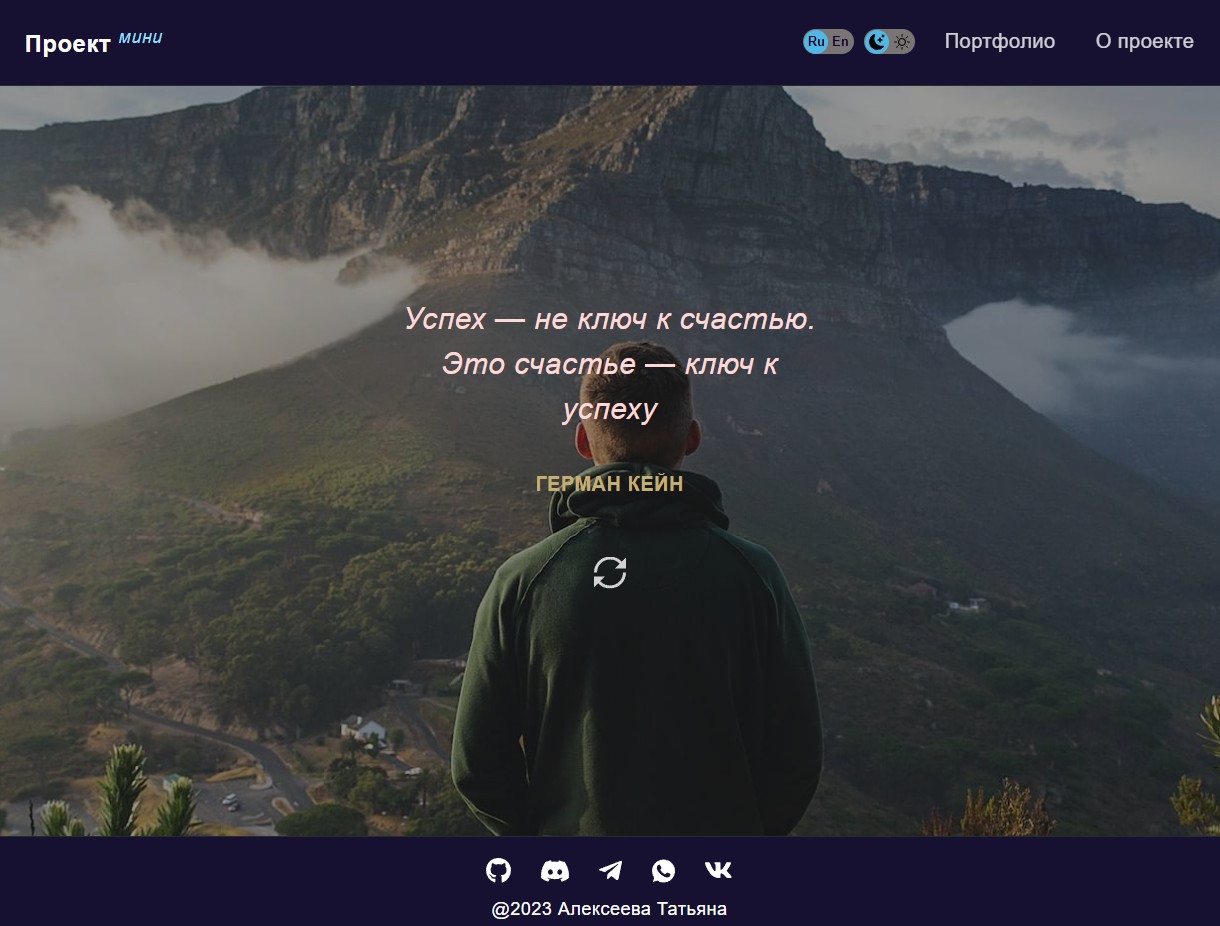 Проект мини
Ru En
Портфолио
О проекте
Успех — не ключ к счастью.
Это счастье — ключ к
успеху
ГЕРМАН КЕЙН
@2023 Алексеева Татьяна